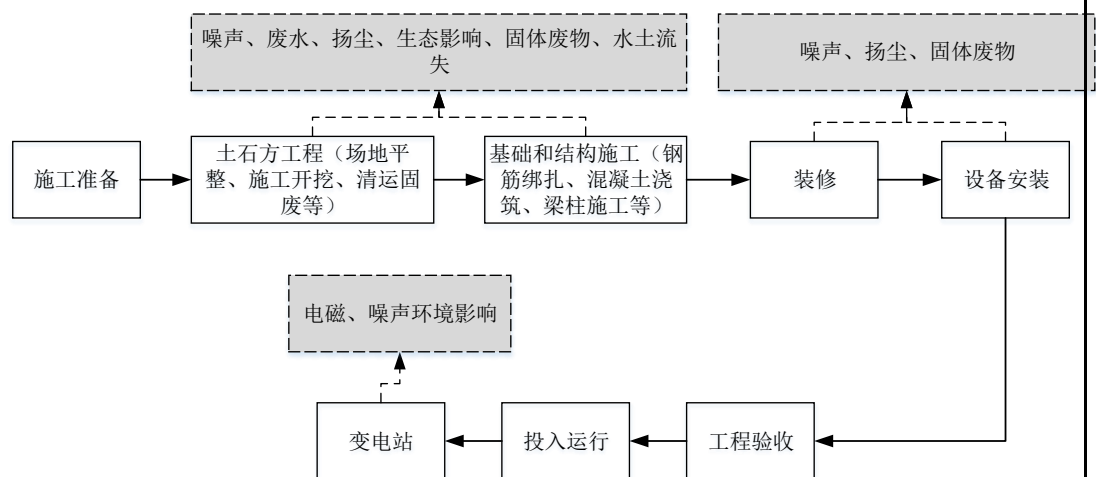 噪声、废水、扬尘、生态影响、固体废物、水土流
失
噪声、扬尘、固体废物
施工准备
土石方工程（场地平
整、施工开挖、清运固
废等）
基础和结构施工（钢
筋绑扎、混凝土浇
筑、梁柱施工等）
装修
设备安装
电磁、噪声环境影响
变电站
投入运行
工程验收